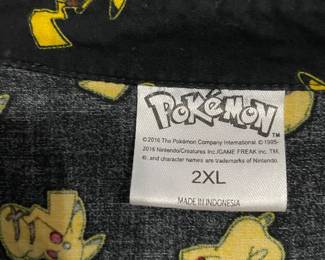 POKéMON
™
©2016 The Pokémon Company International ©1995-
2016 Nintendo/Creatures Inc./GAME FREAK inc. TM,
®, and character names are trademarks of Nintendo.
2XL
MADE IN INDONESIA